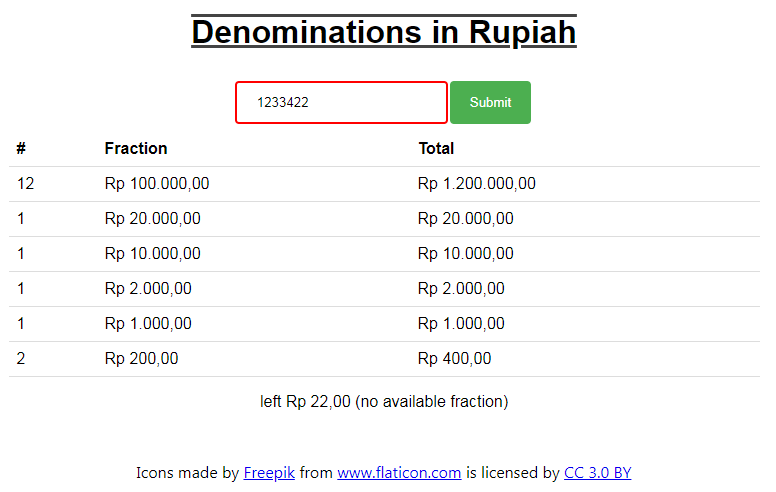 Denominations in Rupiah
1233422 Submit
# Fraction Total
12 Rp 100.000,00 Rp 1.200.000,00
1 Rp 20.000,00 Rp 20.000,00
1 Rp 10.000,00 Rp 10.000,00
1 Rp 2.000,00 Rp 2.000,00
1 Rp 1.000,00 Rp 1.000,00
2 Rp 200,00 Rp 400,00
left Rp 22,00 (no available fraction)
Icons made by Freepik from www.flaticon.com is licensed by CC 3.0 BY